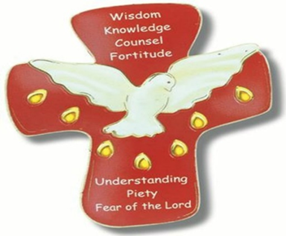 Wisdom
Knowledge
Counsel
Fortitude
Understanding
Piety
Fear of the Lord